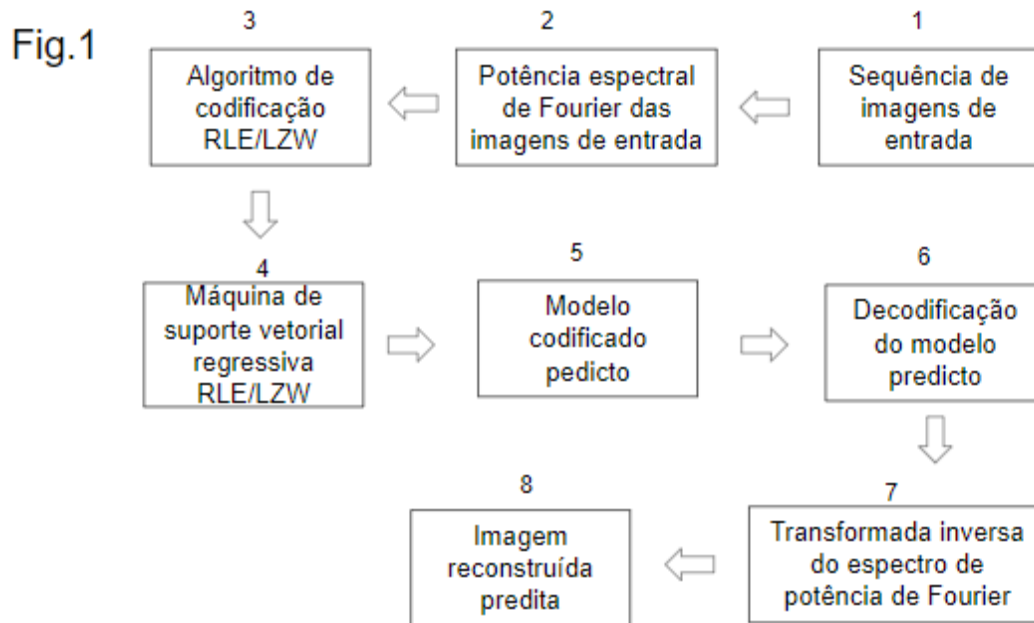 Fig.1
3
Algoritmo de
codificação
RLE/LZW
2
Potência espectral
de Fourier das
imagens de entrada
1
Sequência de
imagens de
entrada
4
Máquina de
suporte vetorial
regressiva
RLE/LZW
5
Modelo
codificado
pedicto
6
Decodificação
do modelo
predicto
8
Imagem
reconstruída
predita
7
Transformada inversa
do espectro de
potência de Fourier